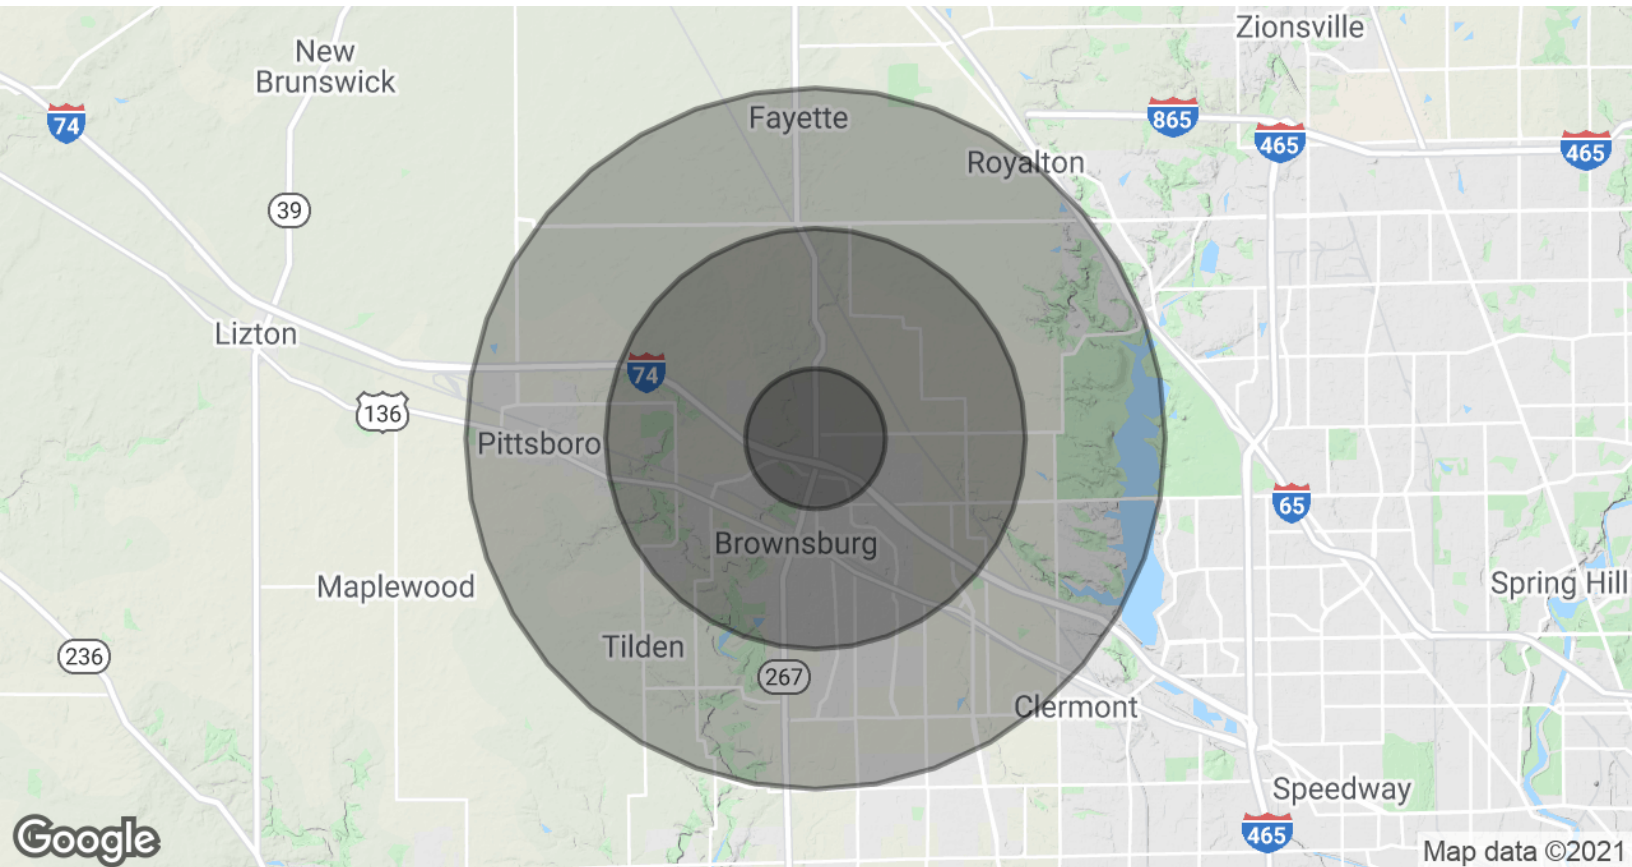 Zionsville
New
Brunswick
74
Fayette
865
465
465
Royalton
39
Lizton
74
136
Pittsboro
65
Brownsburg
Maplewood
Spring Hill
Tilden
236
267
Clermont
Speedway
465
Google
Map data ©2021